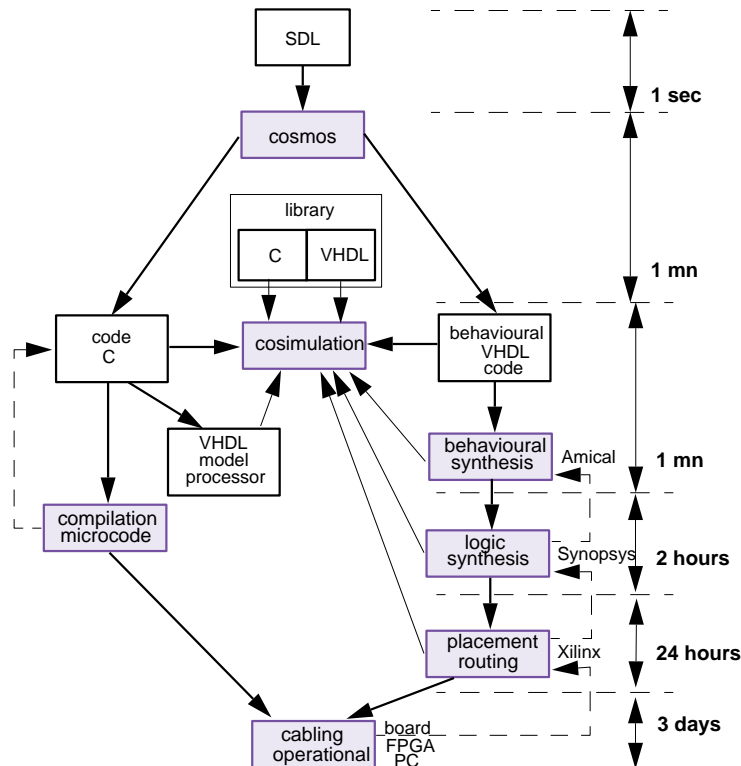 SDL
1 sec
cosmos
library
C
VHDL
1 mn
code
C
cosimulation
behavioural
VHDL
code
VHDL
model
processor
behavioural
synthesis
Amical
1 mn
compilation
microcode
logic
synthesis
Synopsys
2 hours
placement
routing
Xilinx
24 hours
cabling
operational
board
FPGA
PC
3 days